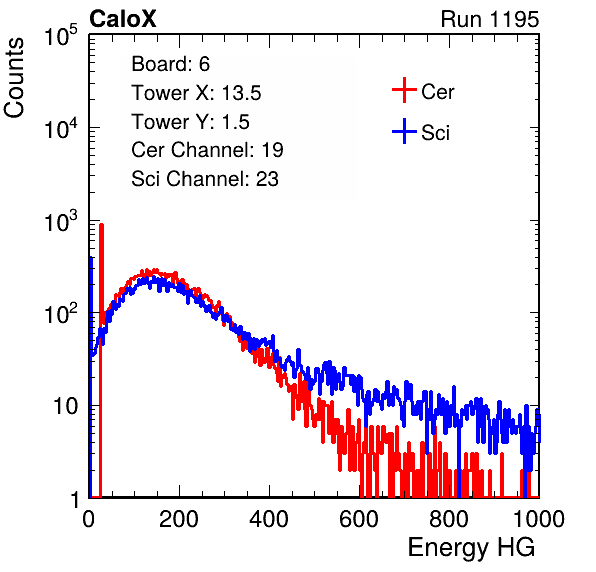 CaloX Run 1195
Counts
Board: 6
Tower X: 13.5
Tower Y: 1.5
Cer Channel: 19
Sci Channel: 23
Cer
Sci
10^5
10^4
10^3
10^2
10
1
0 200 400 600 800 1000
Energy HG